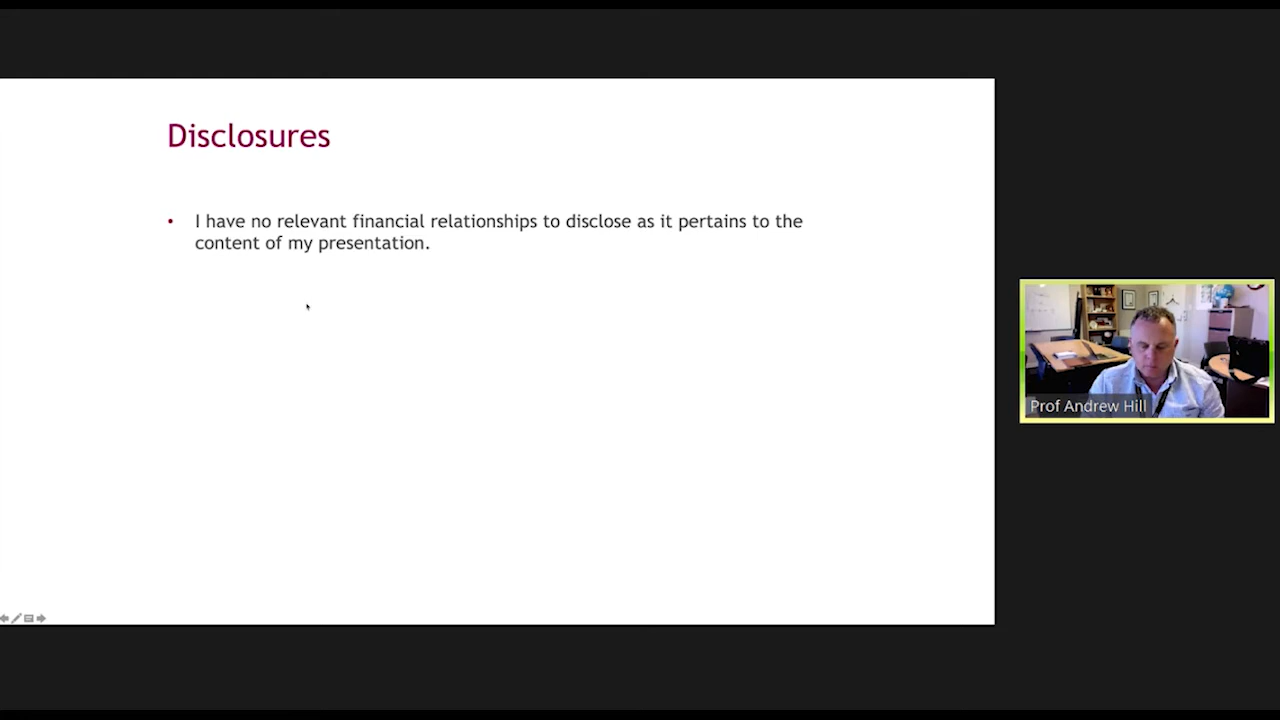 Disclosures
• I have no relevant financial relationships to disclose as it pertains to the
content of my presentation.
Prof Andrew Hill